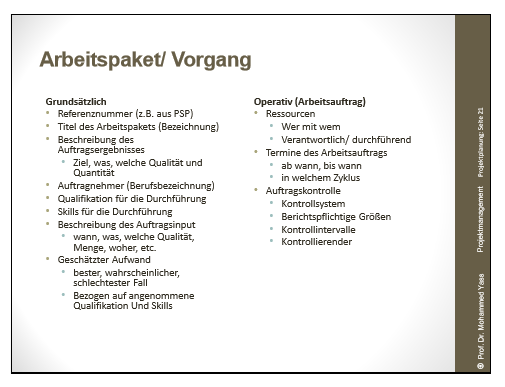 Arbeitspaket/ Vorgang
Grundsätzlich
Referenznummer (z.B. aus PSP)
Titel des Arbeitspakets (Bezeichnung)
Beschreibung des
Auftragsergebnisses
Ziel, was, welche Qualität und
Quantität
Auftragnehmer (Berufsbezeichnung)
Qualifikation für die Durchführung
Skills für die Durchführung
Beschreibung des Auftragsinput
wann, was, welche Qualität,
Menge, woher, etc.
Geschätzter Aufwand
bester, wahrscheinlicher,
schlechtester Fall
Bezogen auf angenommene
Qualifikation Und Skills
Operativ (Arbeitsauftrag)
Ressourcen
Wer mit wem
Verantwortlich/ durchführend
Termine des Arbeitsauftrags
ab wann, bis wann
in welchem Zyklus
Auftragskontrolle
Kontrollsystem
Berichtspflichtige Größen
Kontrollintervalle
Kontrollierender
© Prof. Dr. Mohammed Yass Projektmanagement Projektplanung: Seite 21